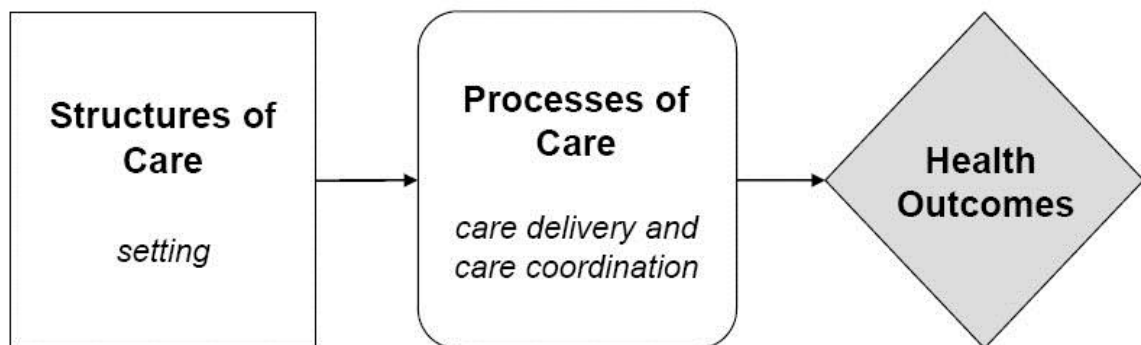 Structures of
Care
setting
Processes of
Care
care delivery and
care coordination
Health
Outcomes